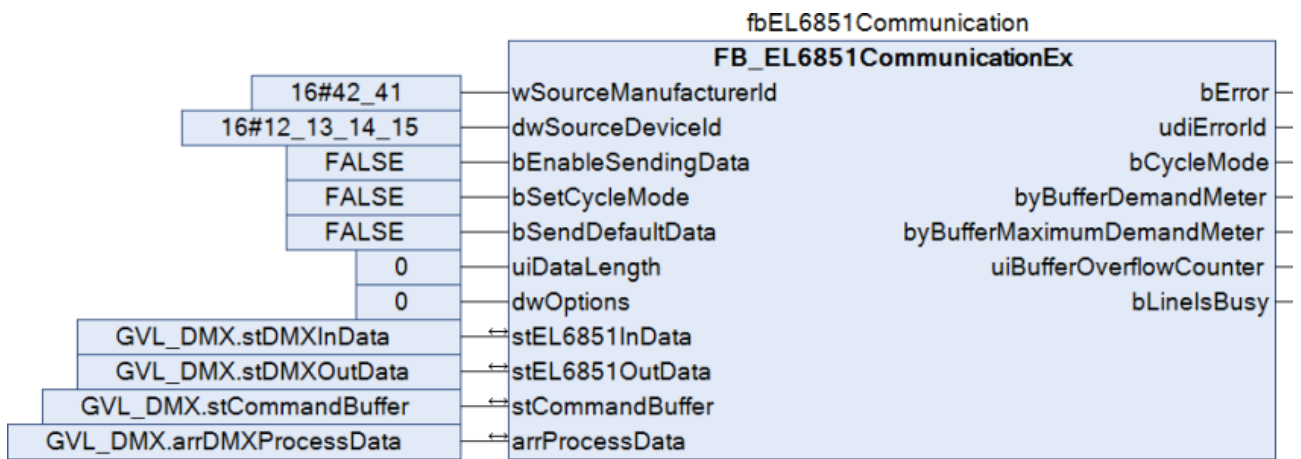 fbEL6851Communication
FB_EL6851CommunicationEx
16#42_41 wSourceManufacturerId bError
16#12_13_14_15 dwSourceDeviceId udiErrorId
FALSE bEnableSendingData bCycleMode
FALSE bSetCycleMode byBufferDemandMeter
FALSE bSendDefaultData byBufferMaximumDemandMeter
0 uiDataLength uiBufferOverflowCounter
0 dwOptions bLineIsBusy
GVL_DMX.stDMXInData stEL6851InData
GVL_DMX.stDMXOutData stEL6851OutData
GVL_DMX.stCommandBuffer stCommandBuffer
GVL_DMX.arrDMXProcessData arrProcessData